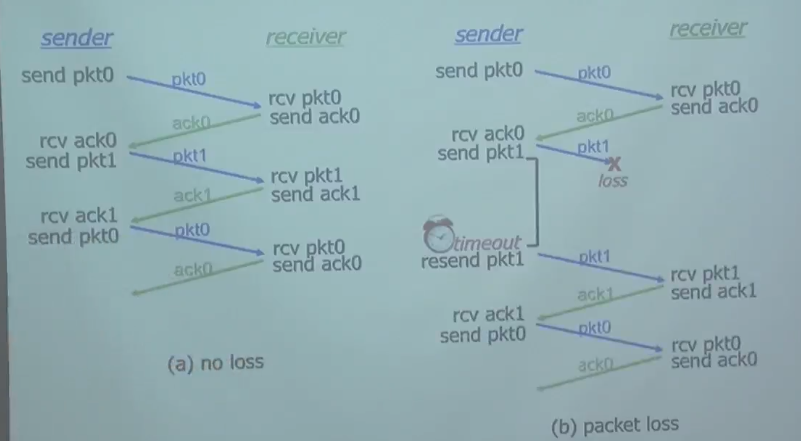 sender
receiver
send pkt0
pkt0
rcv pkt0
send ack0
ack0
rcv ack0
send pkt1
pkt1
rcv pkt1
send ack1
ack1
rcv ack1
send pkt0
pkt0
rcv pkt0
send ack0
ack0
(a) no loss
sender
receiver
send pkt0
pkt0
rcv pkt0
send ack0
ack0
rcv ack0
send pkt1
pkt1
X
loss
timeout
resend pkt1
pkt1
rcv pkt1
send ack1
ack1
rcv ack1
send pkt0
pkt0
rcv pkt0
send ack0
ack0
(b) packet loss